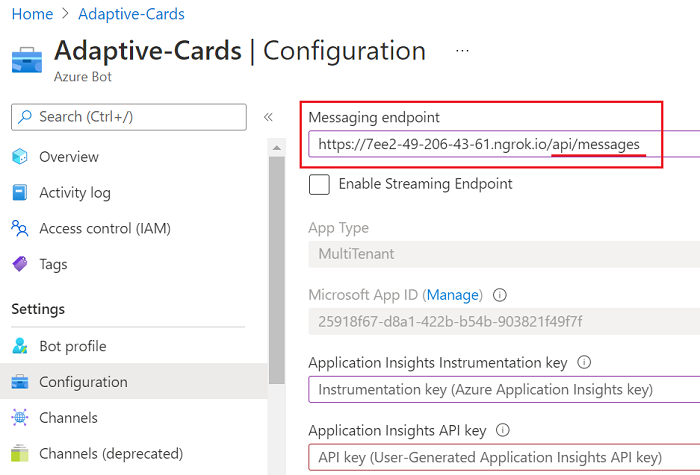 Home > Adaptive-Cards
Adaptive-Cards | Configuration ...
Azure Bot
Search (Ctrl+/) «
Overview
Activity log
Access control (IAM)
Tags
Settings
Bot profile
Configuration
Channels
Channels (deprecated)
Messaging endpoint
https://7ee2-49-206-43-61.ngrok.io/api/messages
Enable Streaming Endpoint
App Type
MultiTenant
Microsoft App ID (Manage)
25918f67-d8a1-422b-b54b-903821f49f7f
Application Insights Instrumentation key
Instrumentation key (Azure Application Insights key)
Application Insights API key
API key (User-Generated Application Insights API key)